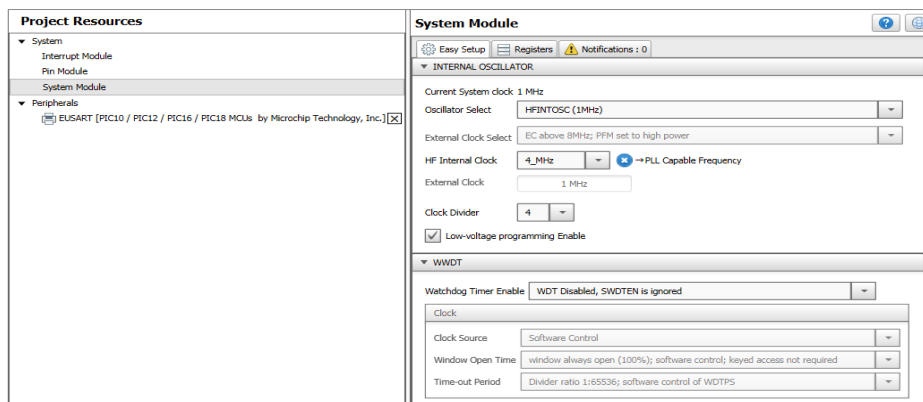 Project Resources
System
Interrupt Module
Pin Module
System Module
Peripherals
EUSART [PIC10 / PIC12 / PIC16 / PIC18 MCUs by Microchip Technology, Inc.]
System Module
Easy Setup Registers Notifications : 0
INTERNAL OSCILLATOR
Current System clock 1 MHz
Oscillator Select HFINTOSC (1MHz)
External Clock Select EC above 8MHz; PFM set to high power
HF Internal Clock 4_MHz →PLL Capable Frequency
External Clock 1 MHz
Clock Divider 4
Low-voltage programming Enable
WWDT
Watchdog Timer Enable WDT Disabled, SWDTEN is ignored
Clock
Clock Source Software Control
Window Open Time window always open (100%); software control; keyed access not required
Time-out Period Divider ratio 1:65536; software control of WDTPS